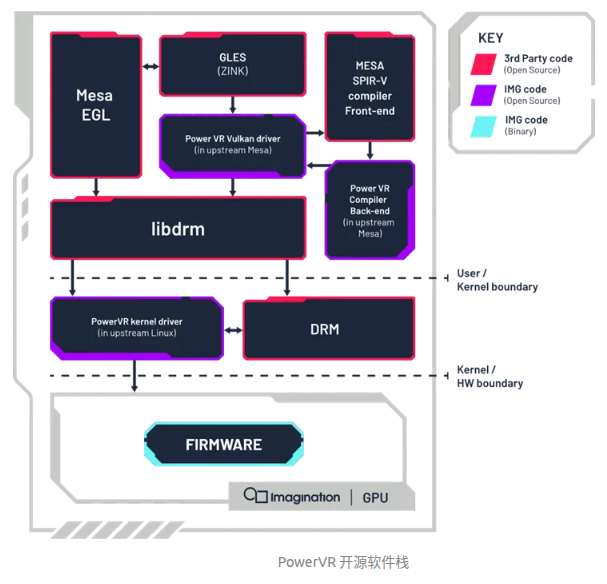 Mesa
EGL
GLES
(ZINK)
MESA
SPIR-V
compiler
Front-end
Power VR Vulkan driver
(in upstream Mesa)
Power VR
Compiler
Back-end
(in upstream
Mesa)
libdrm
User /
Kernel boundary
PowerVR kernel driver
(in upstream Linux)
DRM
Kernel /
HW boundary
FIRMWARE
Imagination | GPU
KEY
3rd Party code
(Open Source)
IMG code
(Open Source)
IMG code
(Binary)
PowerVR 开源软件栈